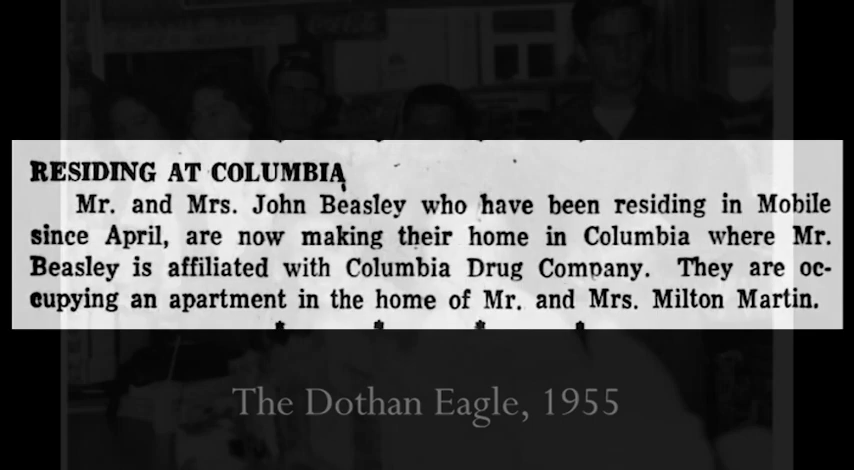 RESIDING AT COLUMBIA
Mr. and Mrs. John Beasley who have been residing in Mobile
since April, are now making their home in Columbia where Mr.
Beasley is affiliated with Columbia Drug Company. They are oc-
cupying an apartment in the home of Mr. and Mrs. Milton Martin.
The Dothan Eagle, 1955